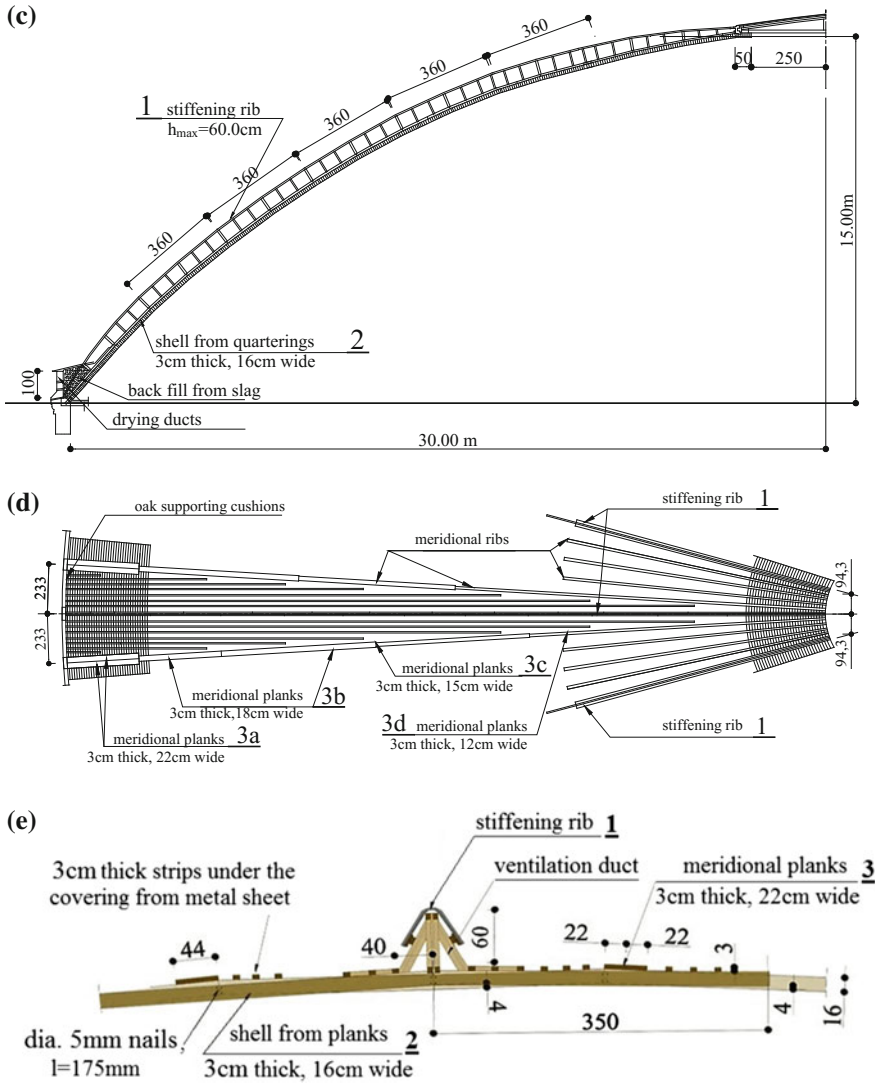 (c)
360
360
50
250
360
1 stiffening rib
hmax=60.0cm
360
360
15.00m
360
shell from quarterings 2
3cm thick, 16cm wide
100
back fill from slag
drying ducts
30.00 m
(d)
oak supporting cushions
stiffening rib 1
meridional ribs
233
94,3
233
94,3
meridional planks 3c
3cm thick, 15cm wide
meridional planks 3b
3cm thick,18cm wide
3d meridional planks
3cm thick, 12cm wide
stiffening rib 1
meridional planks 3a
3cm thick, 22cm wide
(e)
stiffening rib 1
3cm thick strips under the
covering from metal sheet
ventilation duct
meridional planks 3
3cm thick, 22cm wide
44
40
60
22
22
3
4
350
4
16
dia. 5mm nails,
l=175mm
shell from planks 2
3cm thick, 16cm wide